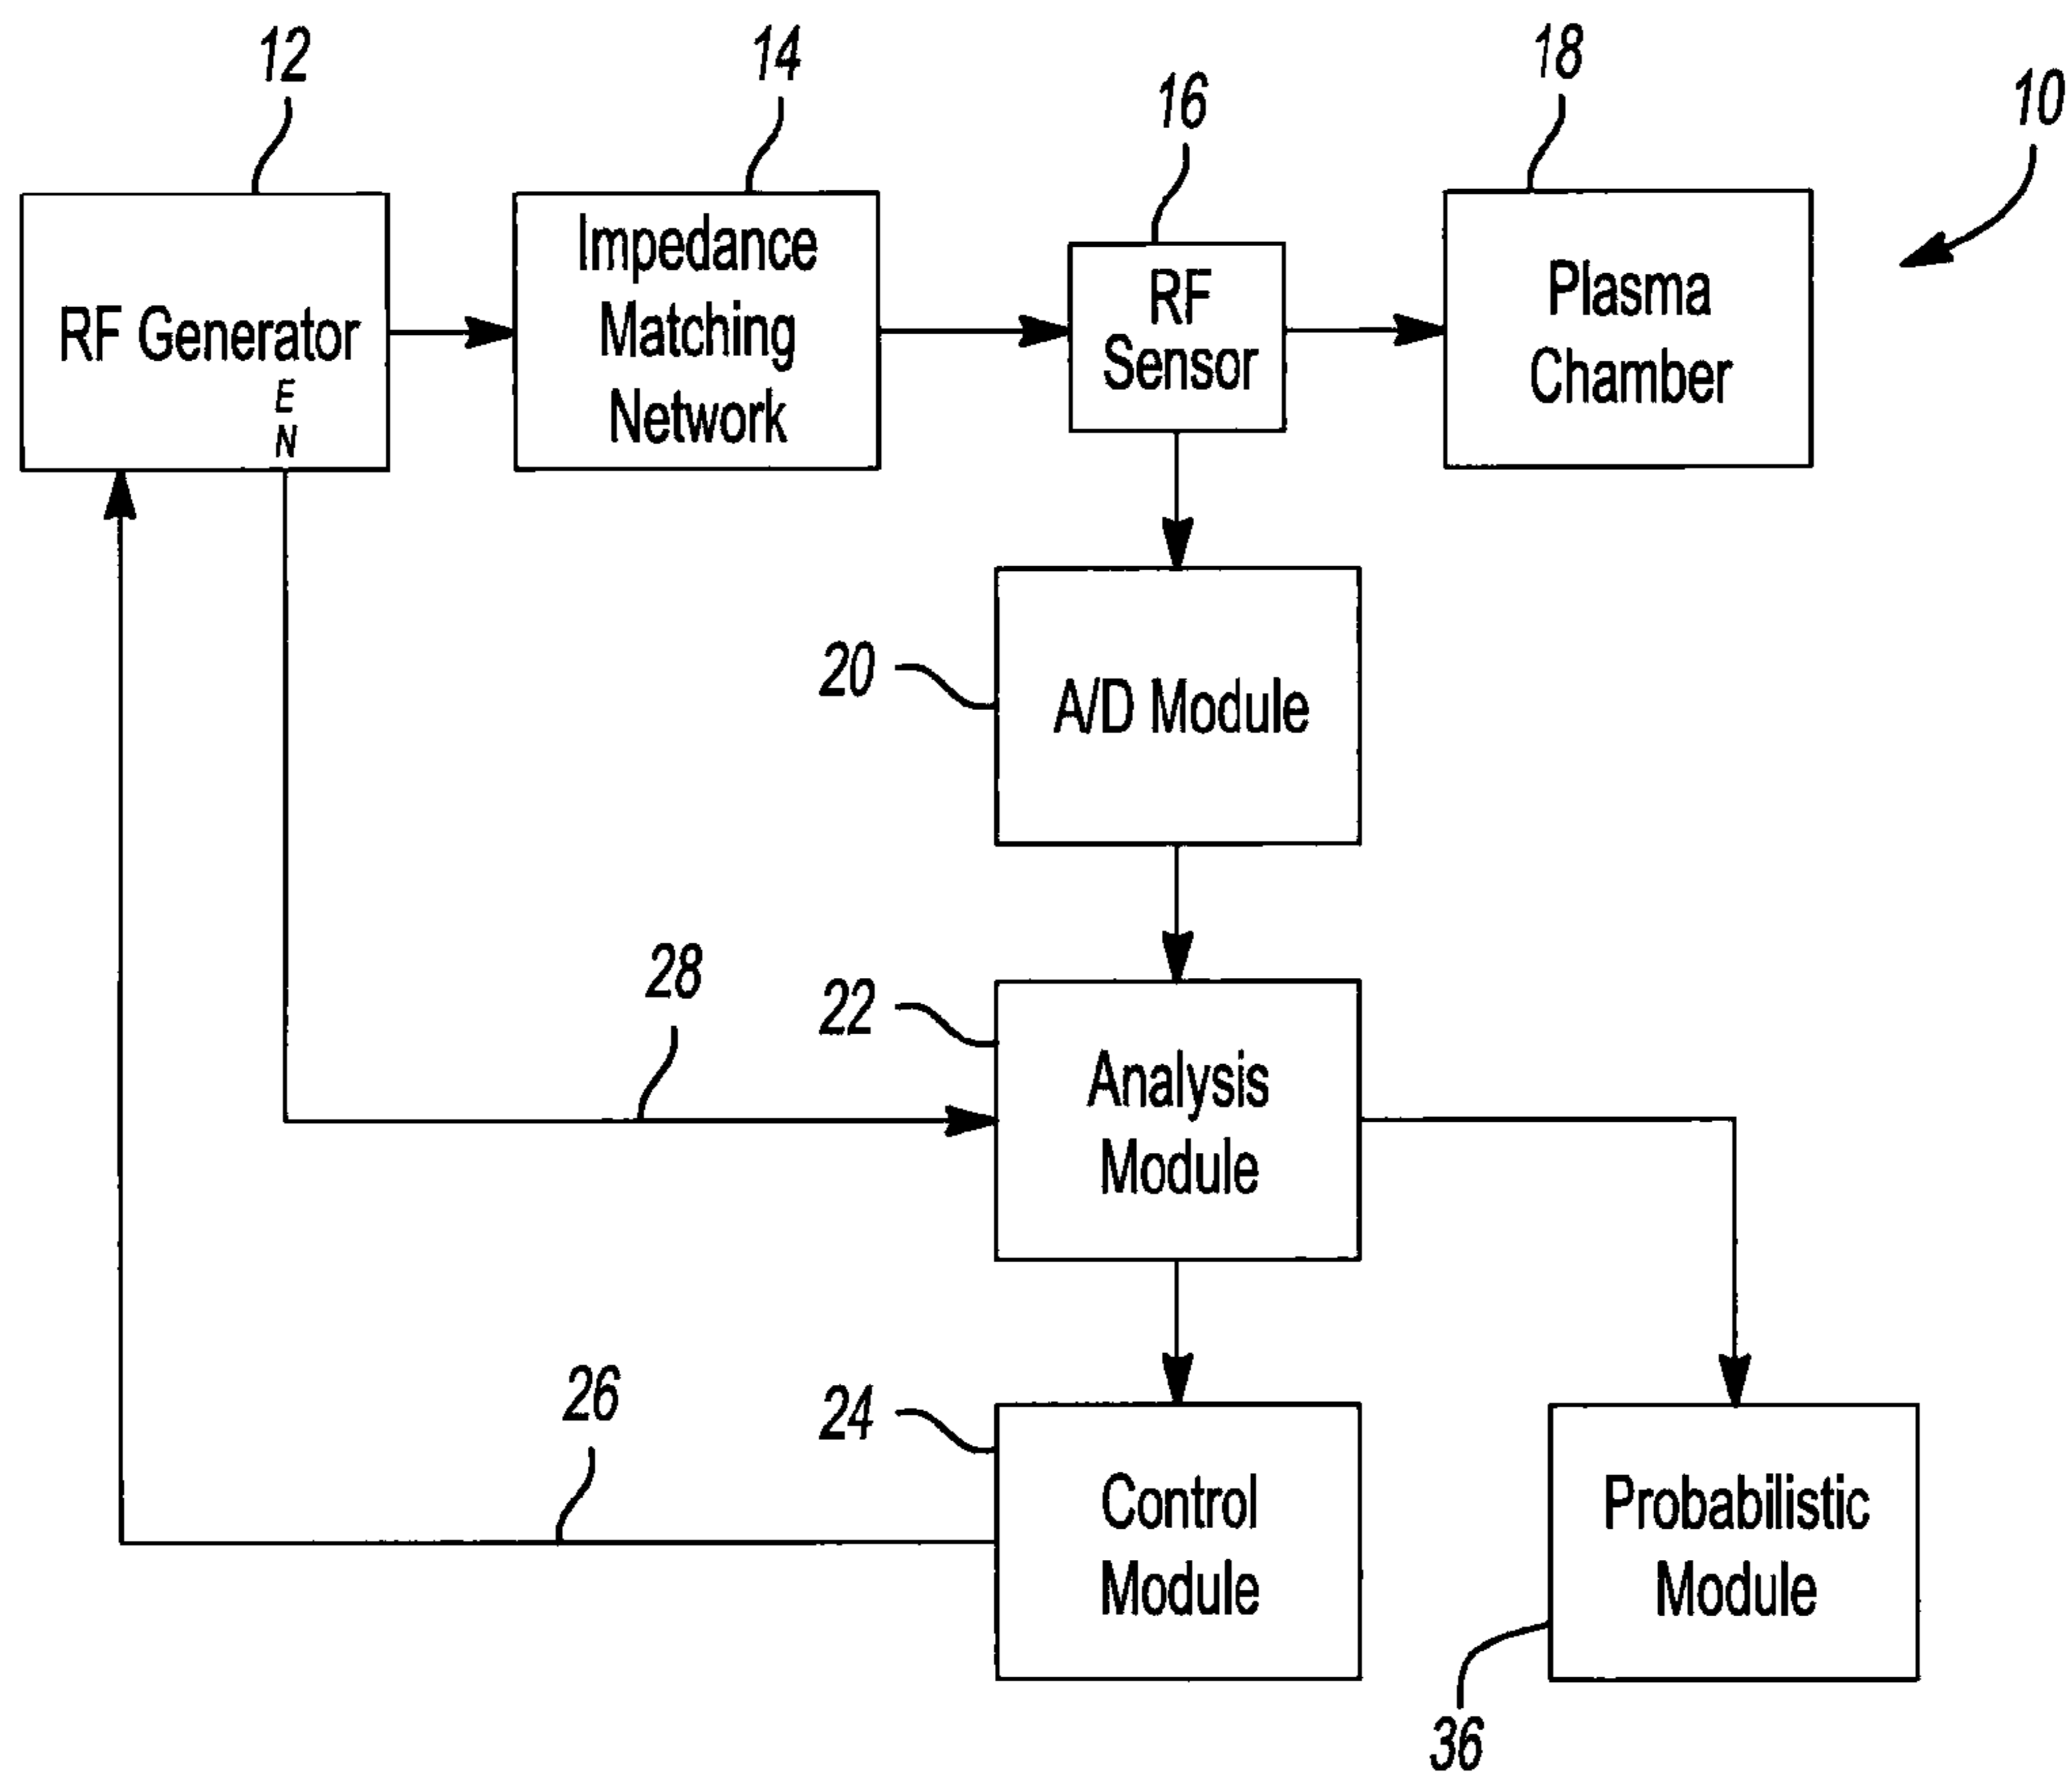 12
14
16
18
10
RF Generator
E
N
Impedance
Matching
Network
RF
Sensor
Plasma
Chamber
20
A/D Module
28
22
Analysis
Module
26
24
Control
Module
Probabilistic
Module
36